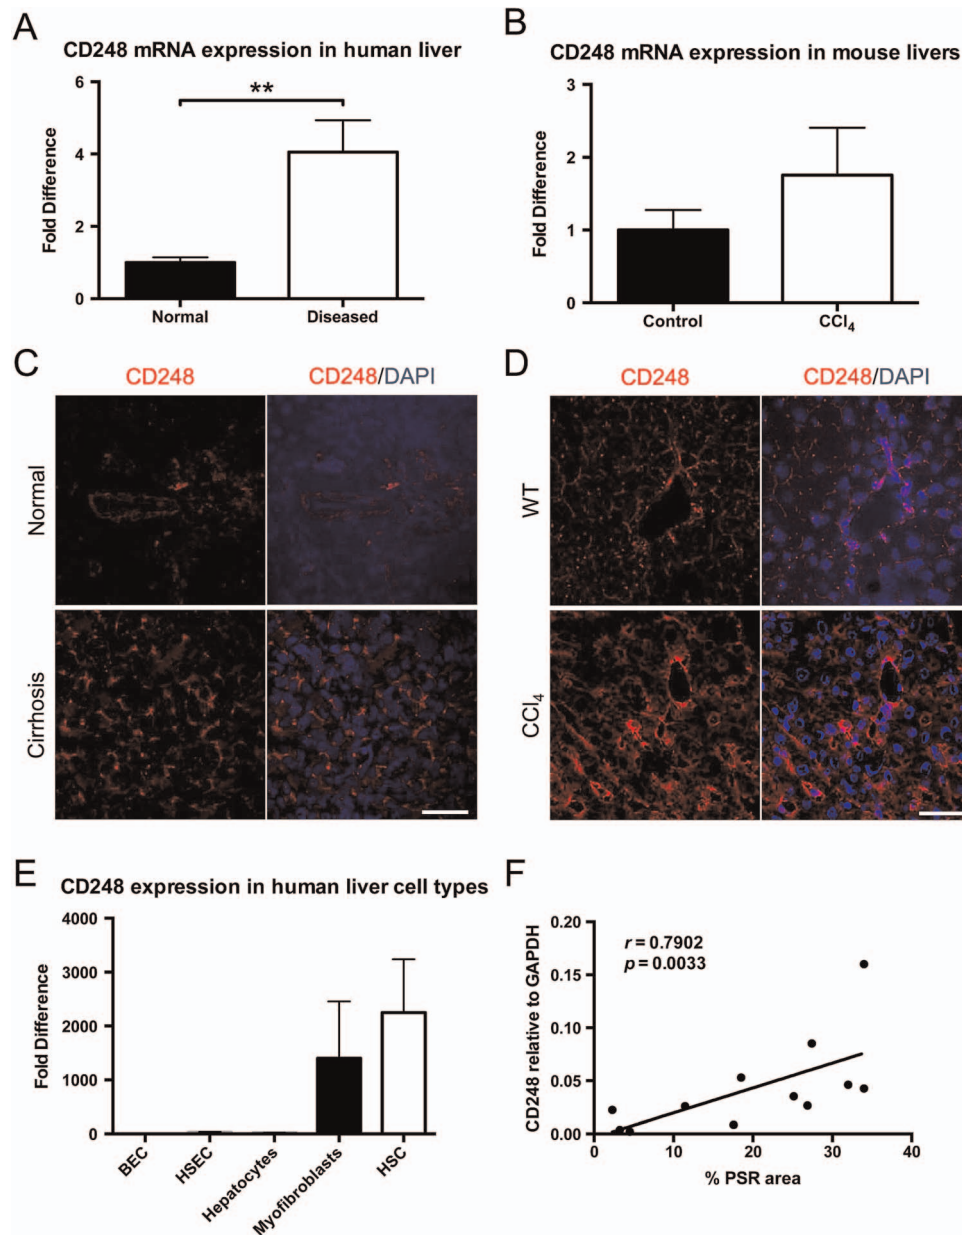 A
CD248 mRNA expression in human liver
Fold Difference
6
4
2
0
**
Normal
Diseased
B
CD248 mRNA expression in mouse livers
Fold Difference
3
2
1
0
Control
CCl₄
C
CD248
CD248/DAPI
Normal
Cirrhosis
D
CD248
CD248/DAPI
WT
CCl₄
E
CD248 expression in human liver cell types
Fold Difference
4000
3000
2000
1000
0
BEC
HSEC
Hepatocytes
Myofibroblasts
HSC
F
CD248 relative to GAPDH
0.20
0.15
0.10
0.05
0.00
r = 0.7902
p = 0.0033
0
10
20
30
40
% PSR area